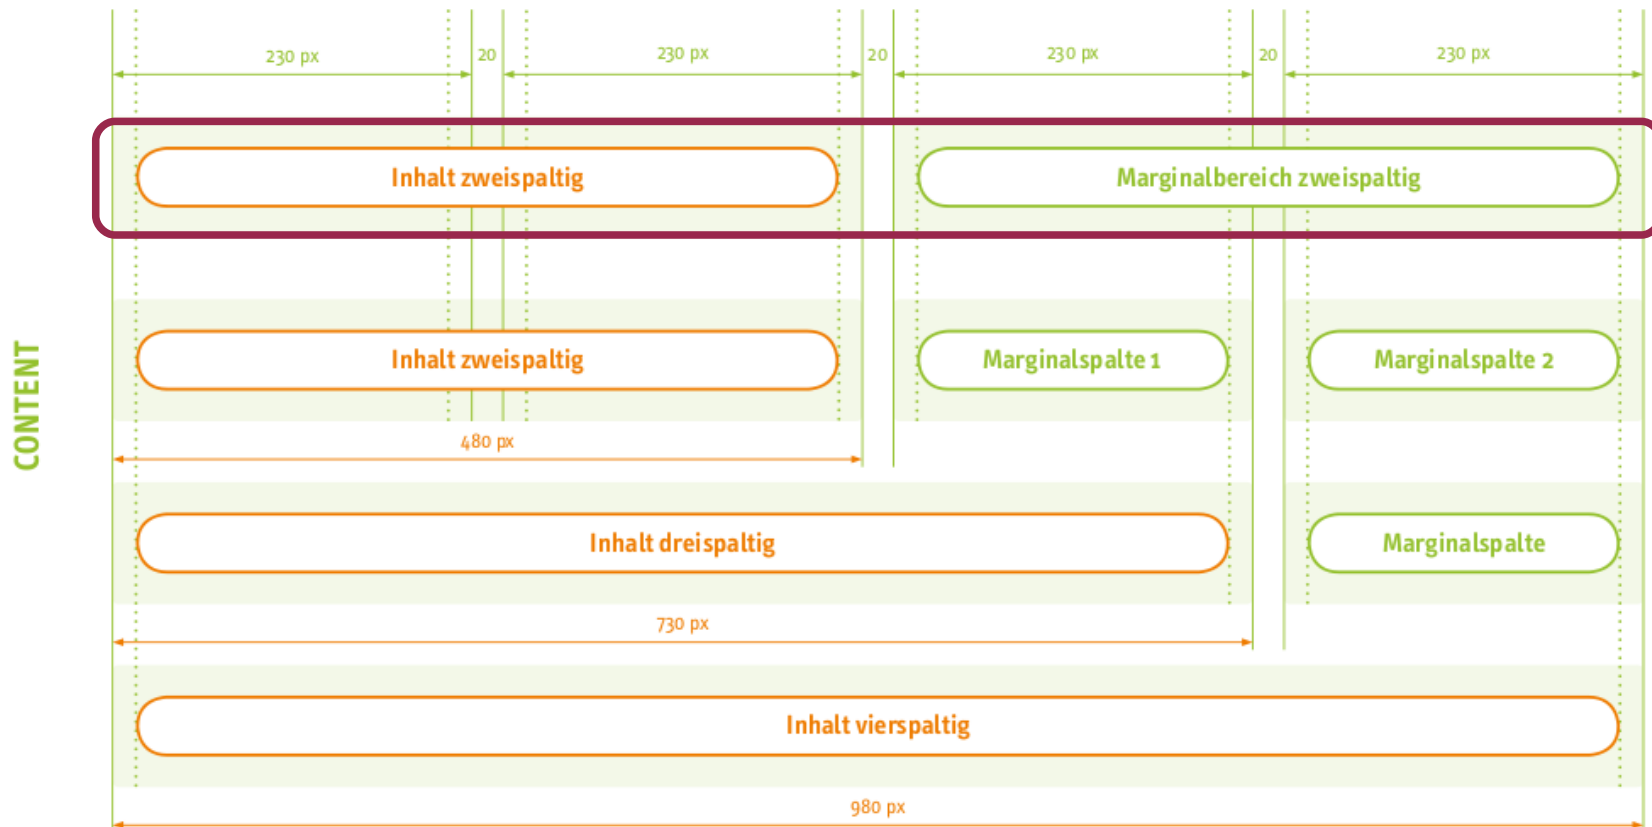 230 px 20 230 px 20 230 px 20 230 px
Inhalt zweispaltig Marginalbereich zweispaltig
CONTENT
Inhalt zweispaltig Marginalspalte 1 Marginalspalte 2
480 px
Inhalt dreispaltig Marginalspalte
730 px
Inhalt vierspaltig
980 px